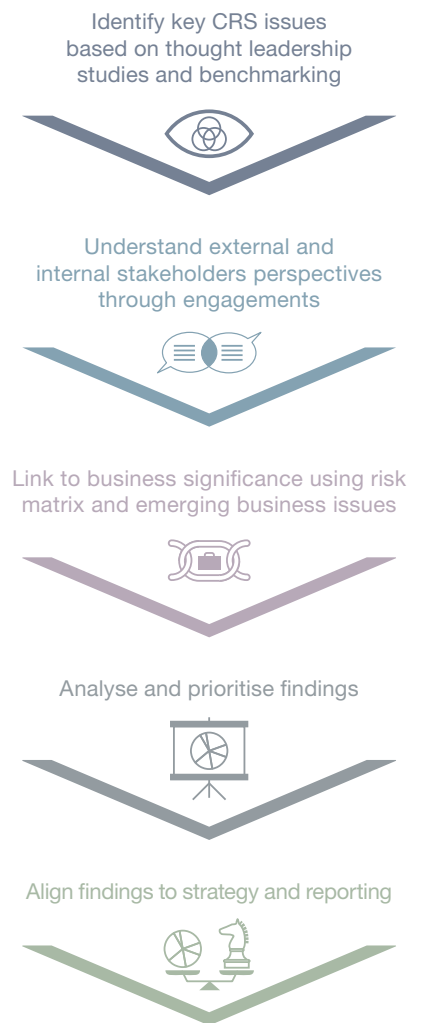 Identify key CRS issues
based on thought leadership
studies and benchmarking
Understand external and
internal stakeholders perspectives
through engagements
Link to business significance using risk
matrix and emerging business issues
Analyse and prioritise findings
Align findings to strategy and reporting